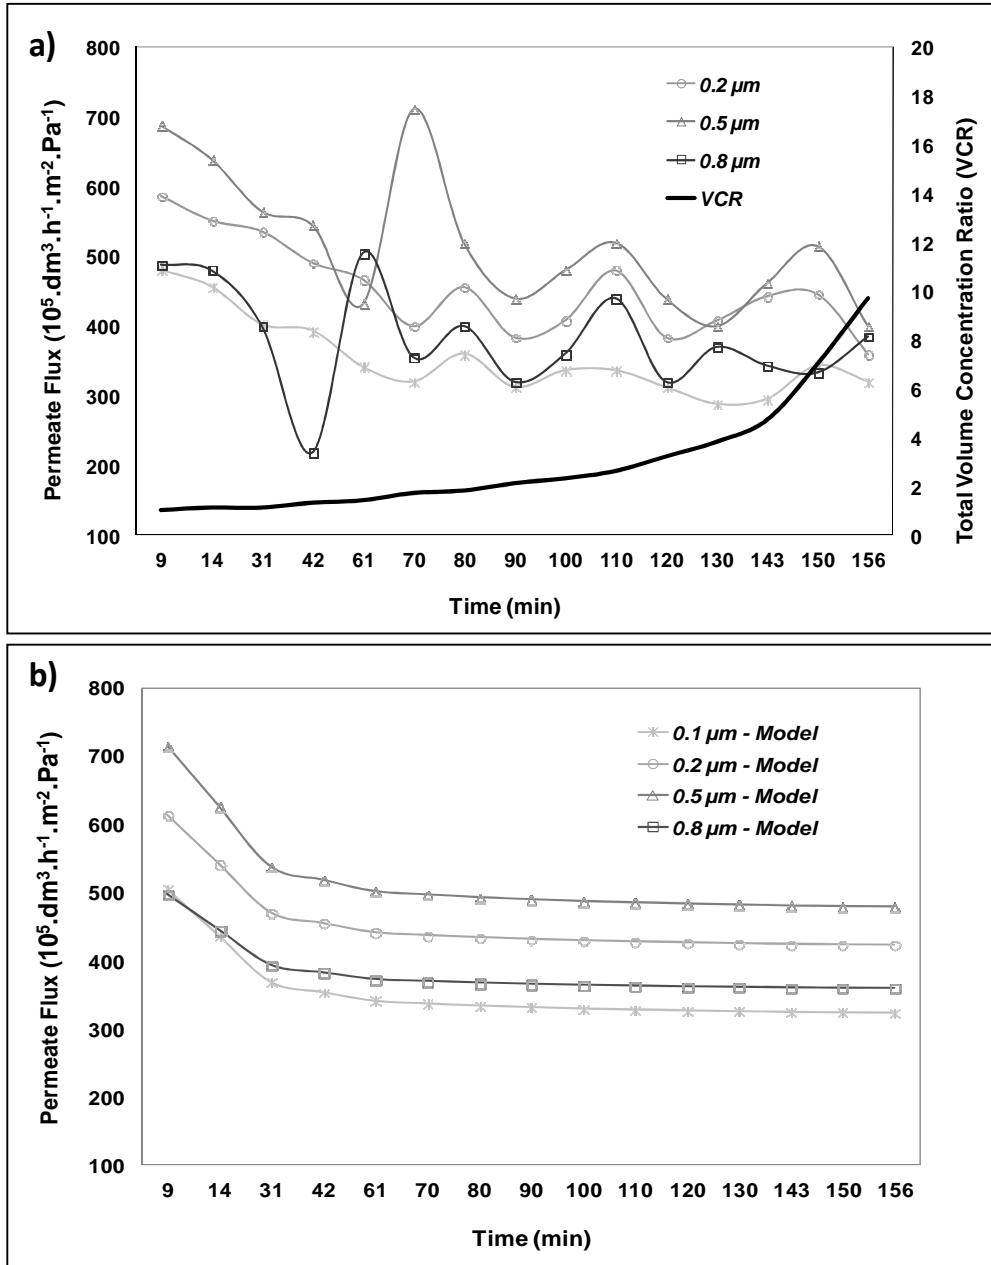 a)
800
700
600
500
400
300
200
100
Permeate Flux (10⁵.dm³.h⁻¹.m⁻².Pa⁻¹)
0.2 µm
0.5 µm
0.8 µm
VCR
20
18
16
14
12
10
8
6
4
2
0
Total Volume Concentration Ratio (VCR)
9 14 31 42 61 70 80 90 100 110 120 130 143 150 156
Time (min)
b)
800
700
600
500
400
300
200
100
Permeate Flux (10⁵.dm³.h⁻¹.m⁻².Pa⁻¹)
0.1 µm - Model
0.2 µm - Model
0.5 µm - Model
0.8 µm - Model
9 14 31 42 61 70 80 90 100 110 120 130 143 150 156
Time (min)